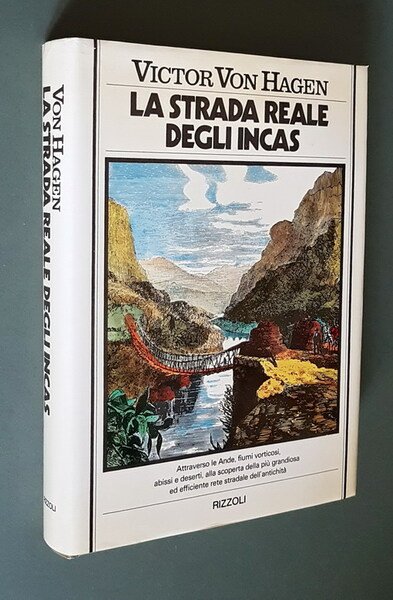 VICTOR VON HAGEN
LA STRADA REALE
DEGLI INCAS
Attraverso le Ande, fiumi vorticosi,
abissi e deserti, alla scoperta della più grandiosa
ed efficiente rete stradale dell'antichità
RIZZOLI
VON HAGEN
LA STRADA REALE DEGLI INCAS
RIZZOLI